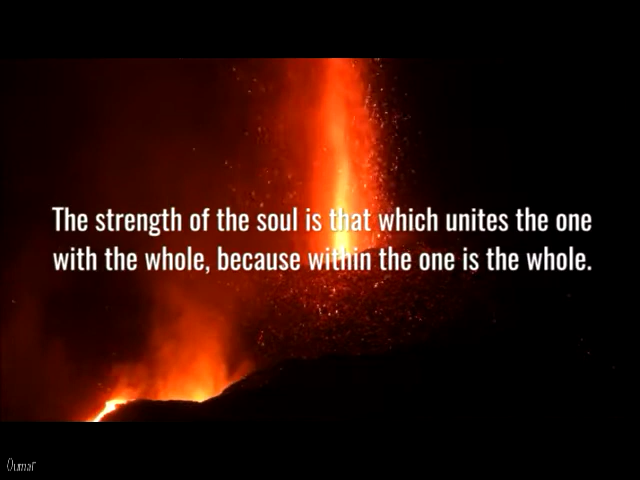 The strength of the soul is that which unites the one
with the whole, because within the one is the whole.
Oumar